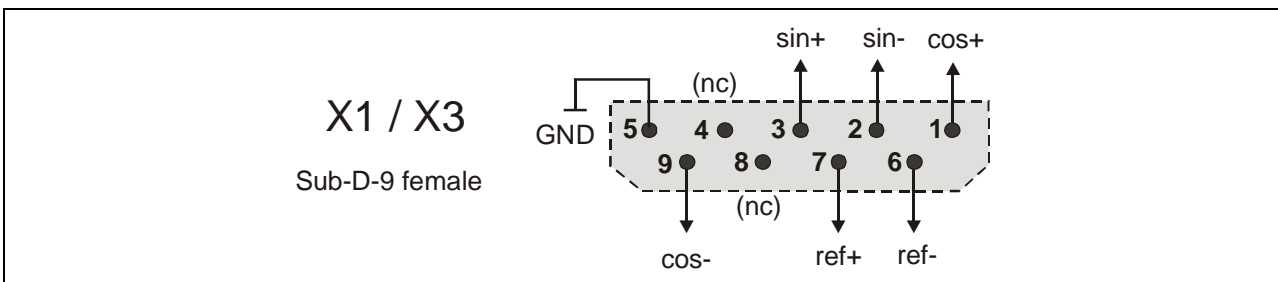 sin+ sin- cos+
(nc)
X1 / X3
GND
5 4 3 2 1
9 8 7 6
Sub-D-9 female
(nc)
cos- ref+ ref-